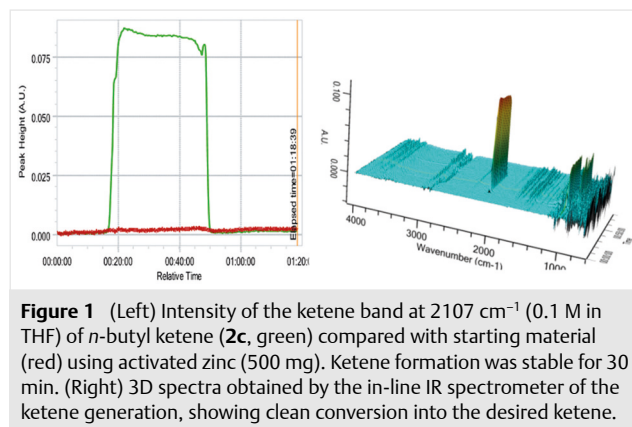 0.075
0.050
0.025
0.000
Peak Height (A.U.)
Elapsed time=01:18:39
00:00:00
00:20:00
00:40:00
01:00:00
01:20:
Relative Time
0.100
0.000
A.U.
4000
3000
2000
1000
Wavenumber (cm-1)
Figure 1 (Left) Intensity of the ketene band at 2107 cm⁻¹ (0.1 M in
THF) of n-butyl ketene (2c, green) compared with starting material
(red) using activated zinc (500 mg). Ketene formation was stable for 30
min. (Right) 3D spectra obtained by the in-line IR spectrometer of the
ketene generation, showing clean conversion into the desired ketene.